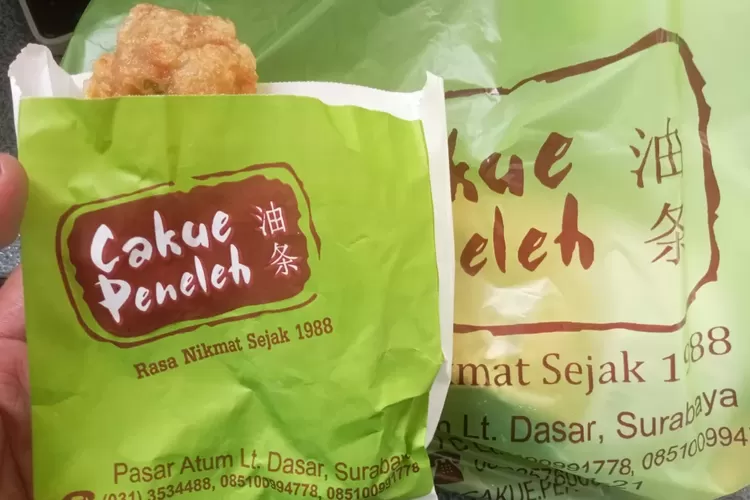 Cakue
Peneleh
油条
Rasa Nikmat Sejak 1988
Pasar Atum Lt. Dasar, Surabaya
(031) 3534488, 085100994778, 085100991778
kue
eleh
油条
kmat Sejak 1988
Lt. Dasar, Surabaya